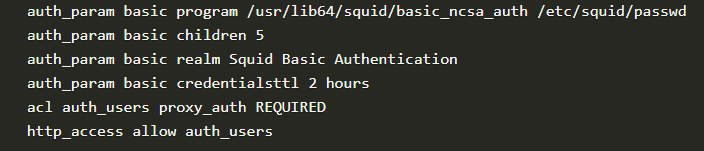 auth_param basic program /usr/lib64/squid/basic_ncsa_auth /etc/squid/passwd
auth_param basic children 5
auth_param basic realm Squid Basic Authentication
auth_param basic credentialsttl 2 hours
acl auth_users proxy_auth REQUIRED
http_access allow auth_users